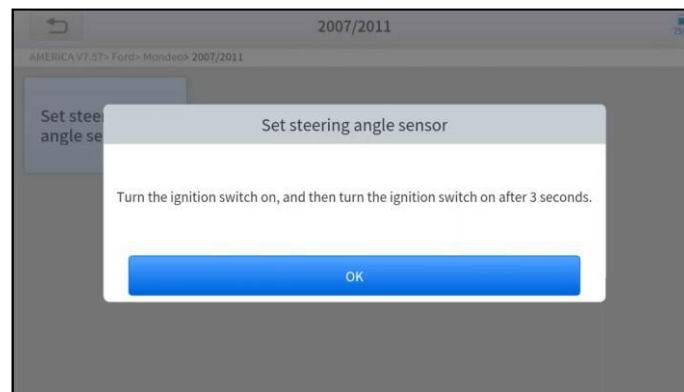 2007/2011
AMERICA V7.57> Ford> Mondeo> 2007/2011
Set stee
angle se
Set steering angle sensor
Turn the ignition switch on, and then turn the ignition switch on after 3 seconds.
OK